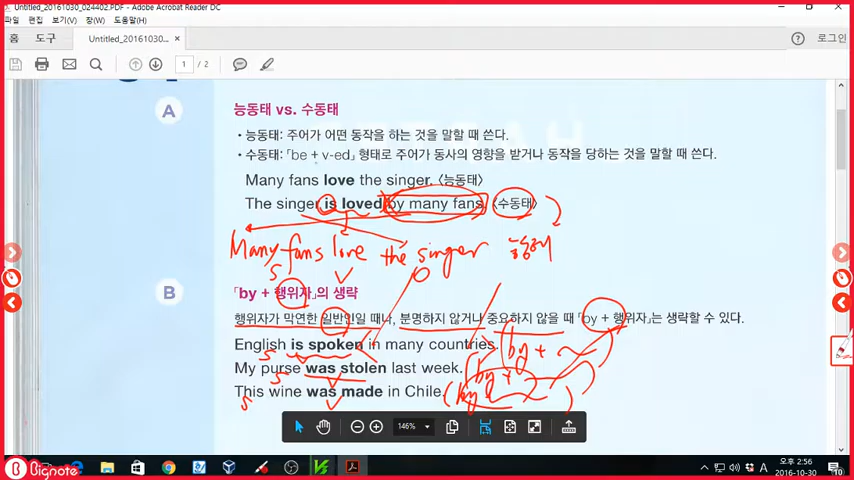 Untitled_20161030_024402.PDF - Adobe Acrobat Reader DC
파일 편집 보기(V) 창(W) 도움말(H)
홈 도구 Untitled_20161030... × ? 로그인
1 / 2
A
능동태 vs. 수동태
• 능동태: 주어가 어떤 동작을 하는 것을 말할 때 쓴다.
• 수동태: 「be + v-ed」 형태로 주어가 동사의 영향을 받거나 동작을 당하는 것을 말할 때 쓴다.
Many fans love the singer. 〈능동태〉
The singer is loved by many fans. 〈수동태〉
Many fans love the singer
S V O
B
「by + 행위자」의 생략
행위자가 막연한 일반인일 때나, 분명하지 않거나 중요하지 않을 때 「by + 행위자」는 생략할 수 있다.
English is spoken in many countries. by +
S
My purse was stolen last week. by +
S
This wine was made in Chile. (by )
S V
146%
Bignote
A 오후 2:56
2016-10-30